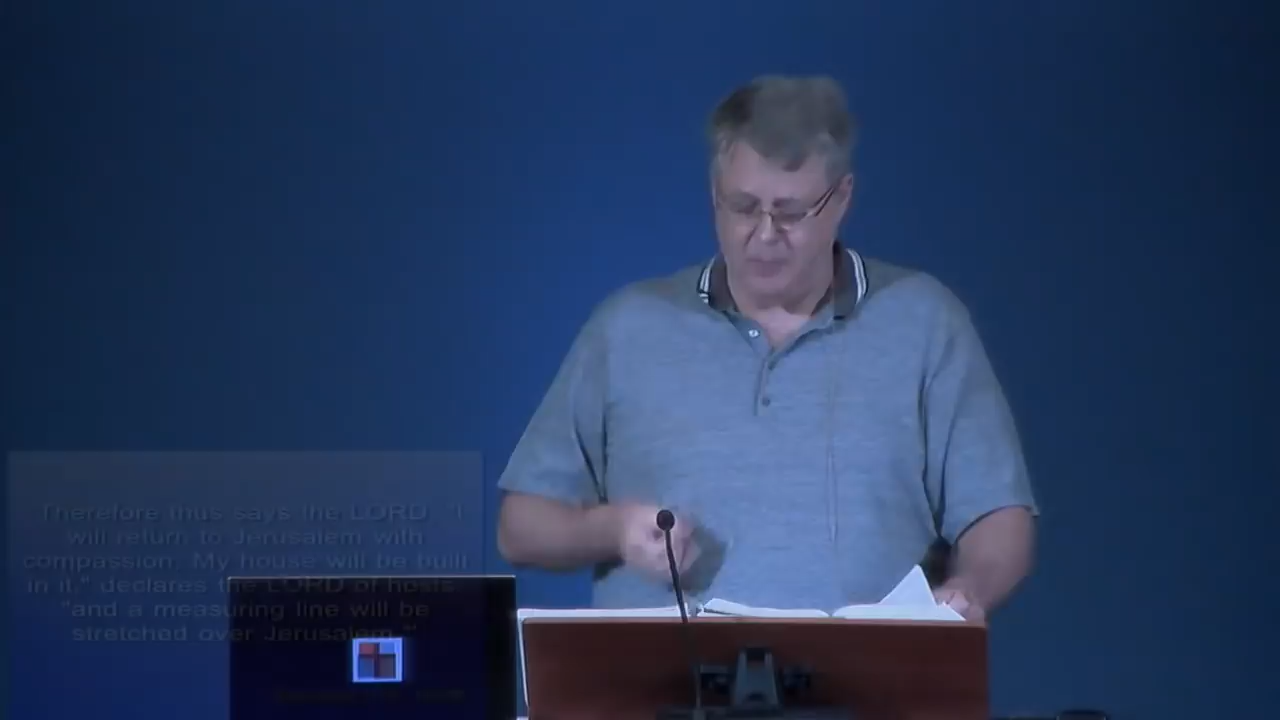 Therefore thus says the LORD, "I
will return to Jerusalem with
compassion; My house will be built
in it," declares the LORD of hosts
"and a measuring line will be
stretched over Jerusalem."'